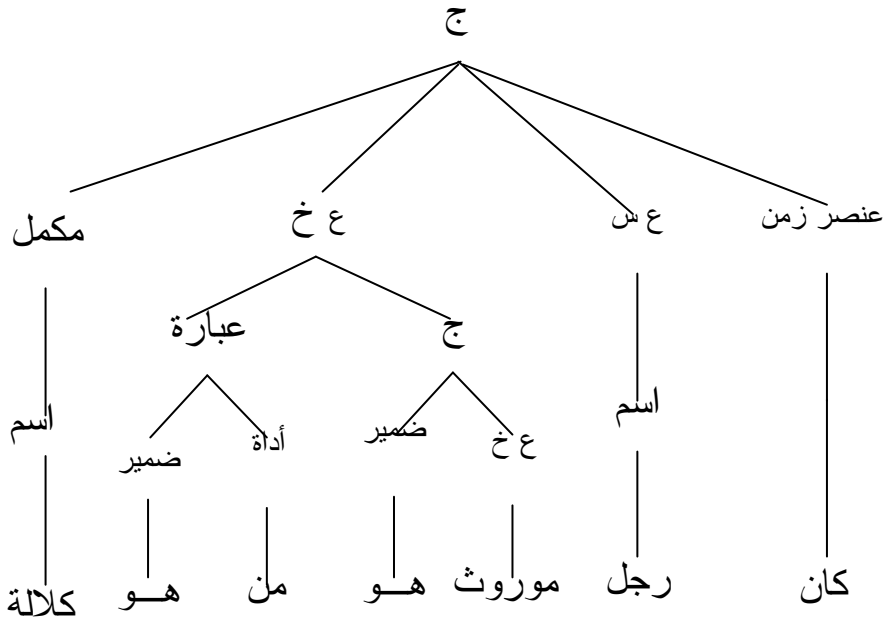 ج
عنصر زمن ع س ع خ مكمل
ج عبارة
اسم ع خ ضمير أداة ضمير اسم
كان رجل موروث هــو من هــو كلالة